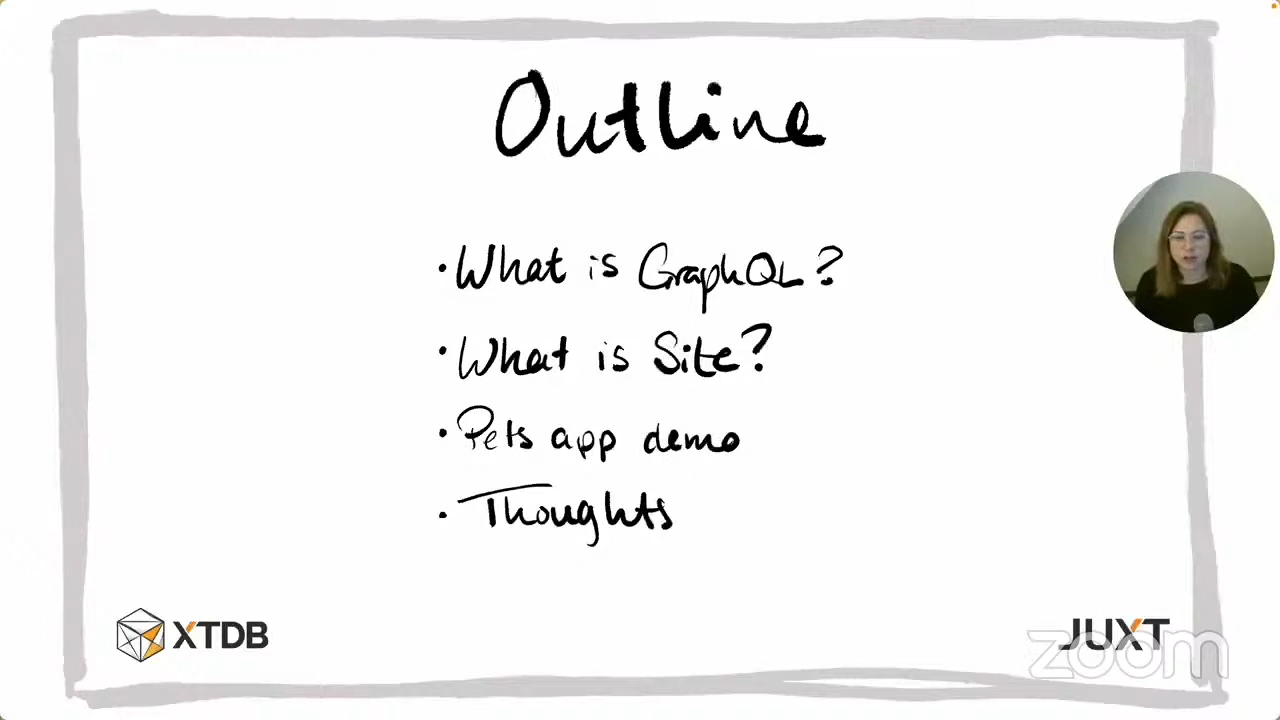 Outline
• What is GraphQL?
• What is Site?
• Pets app demo
• Thoughts
XTDB
JUXT
zoom